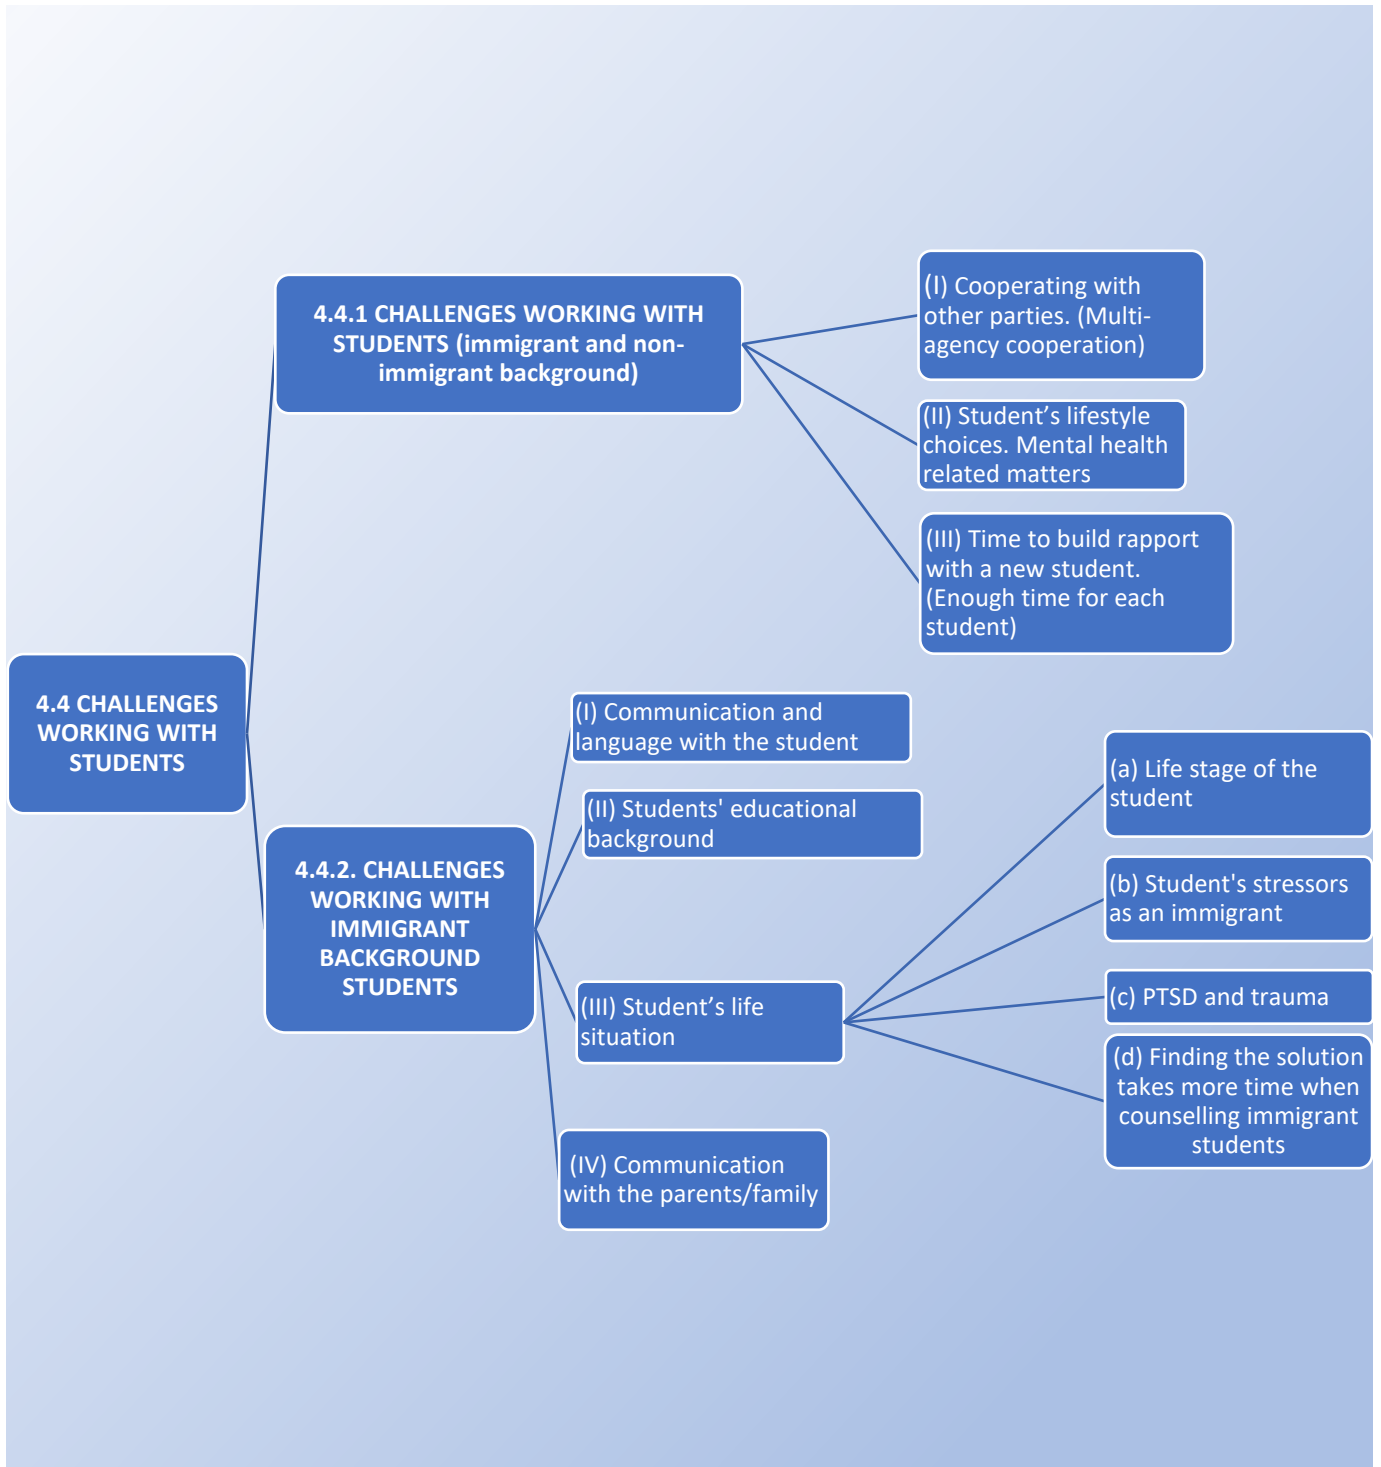 4.4 CHALLENGES
WORKING WITH
STUDENTS
4.4.1 CHALLENGES WORKING WITH
STUDENTS (immigrant and non-
immigrant background)
(I) Cooperating with
other parties. (Multi-
agency cooperation)
(II) Student’s lifestyle
choices. Mental health
related matters
(III) Time to build rapport
with a new student.
(Enough time for each
student)
4.4.2. CHALLENGES
WORKING WITH
IMMIGRANT
BACKGROUND
STUDENTS
(I) Communication and
language with the student
(II) Students' educational
background
(III) Student’s life
situation
(a) Life stage of the
student
(b) Student's stressors
as an immigrant
(c) PTSD and trauma
(d) Finding the solution
takes more time when
counselling immigrant
students
(IV) Communication
with the parents/family